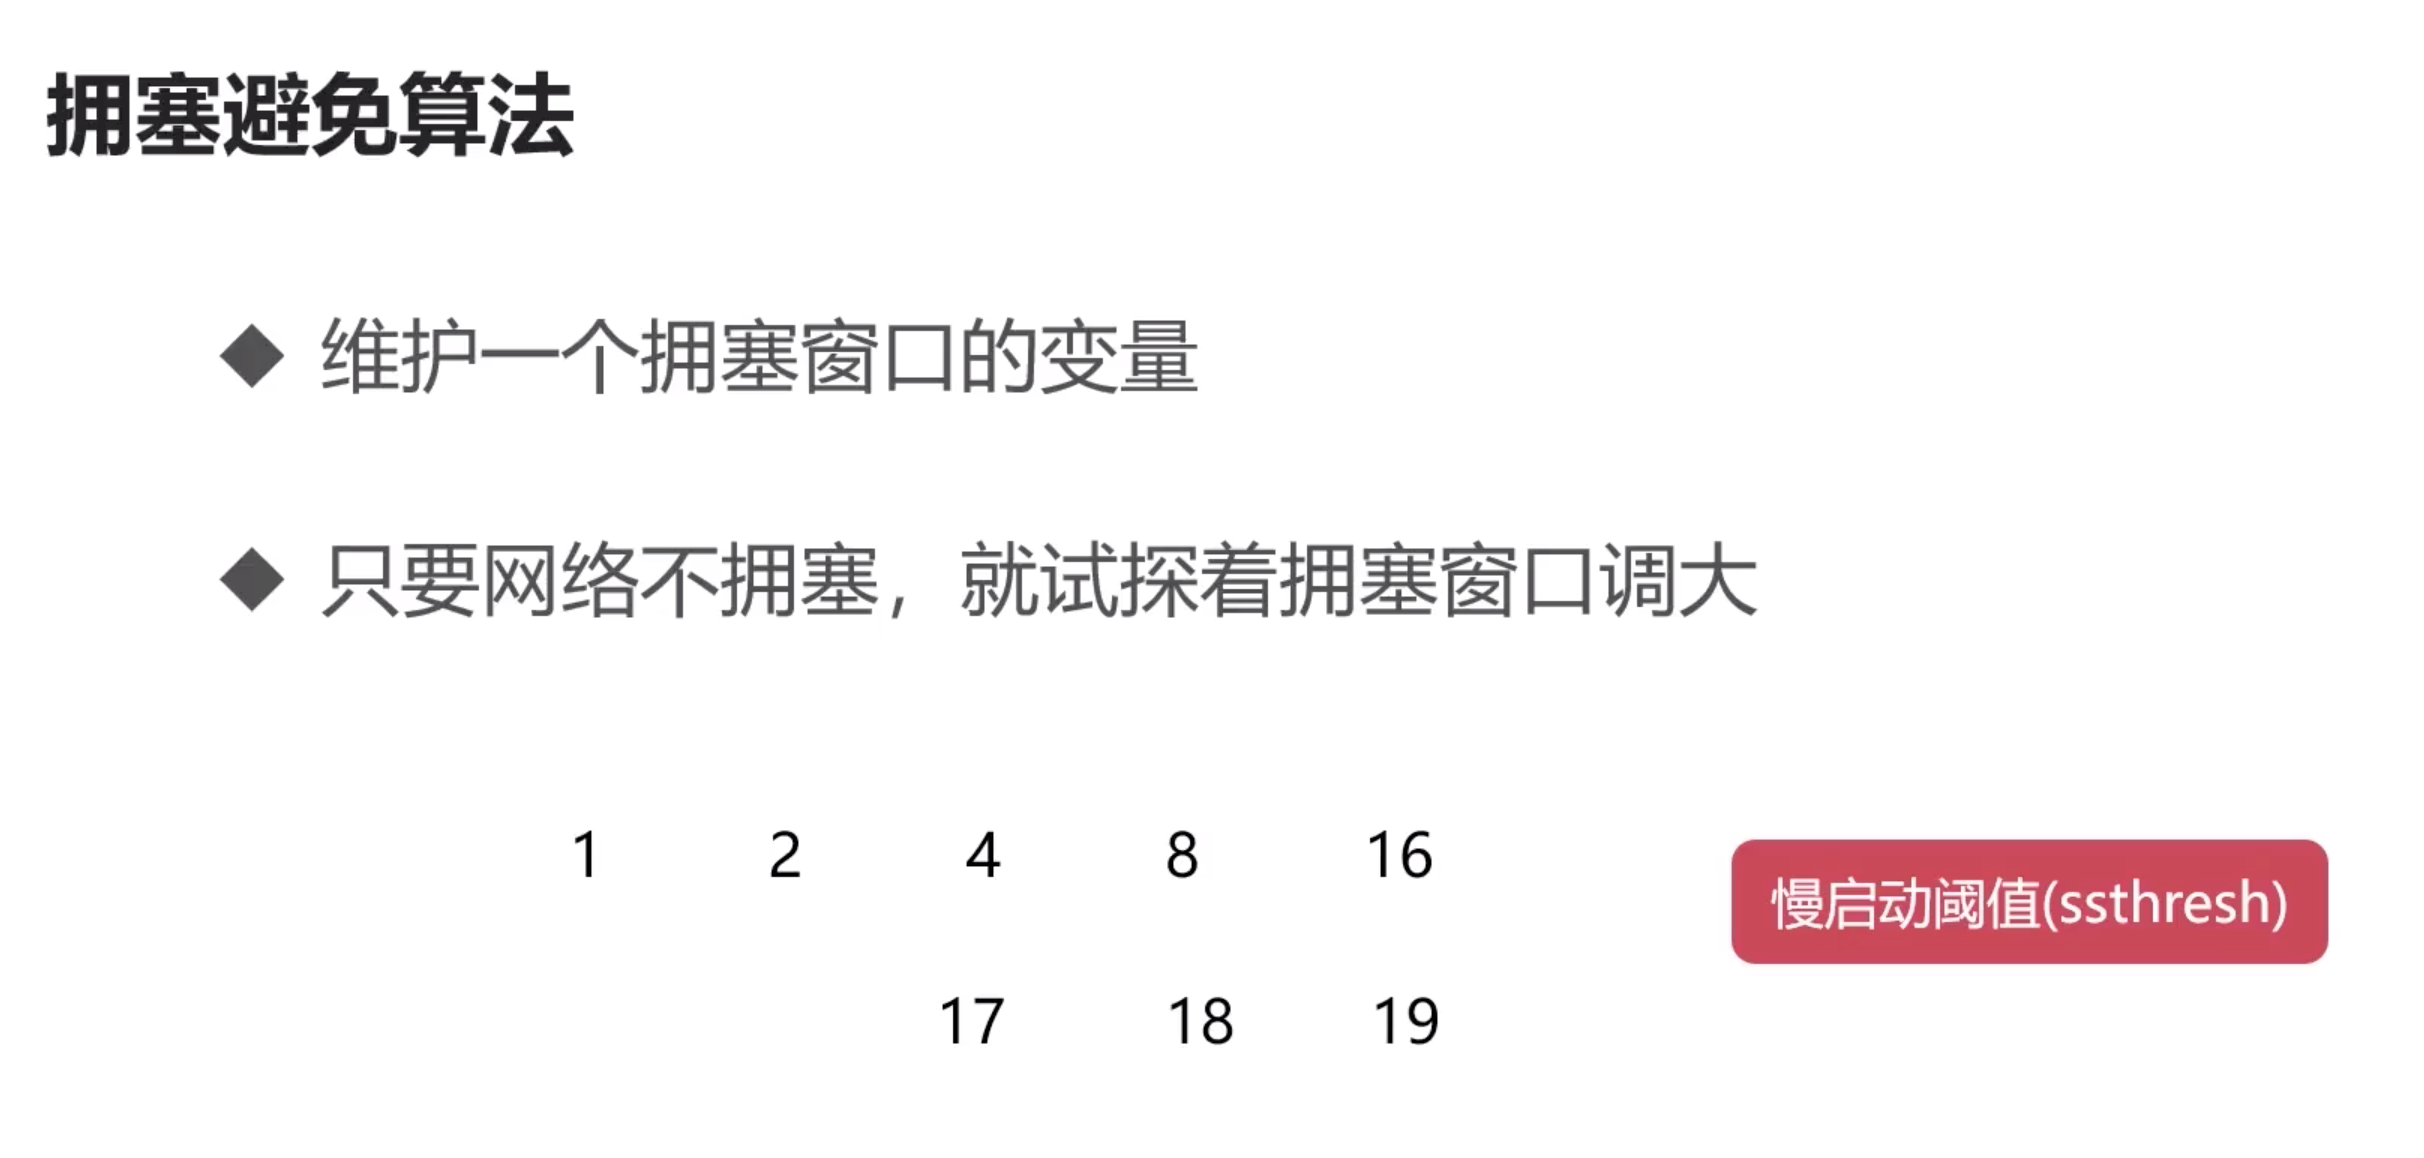 拥塞避免算法
◆ 维护一个拥塞窗口的变量
◆ 只要网络不拥塞，就试探着拥塞窗口调大
1 2 4 8 16
慢启动阈值(ssthresh)
17 18 19